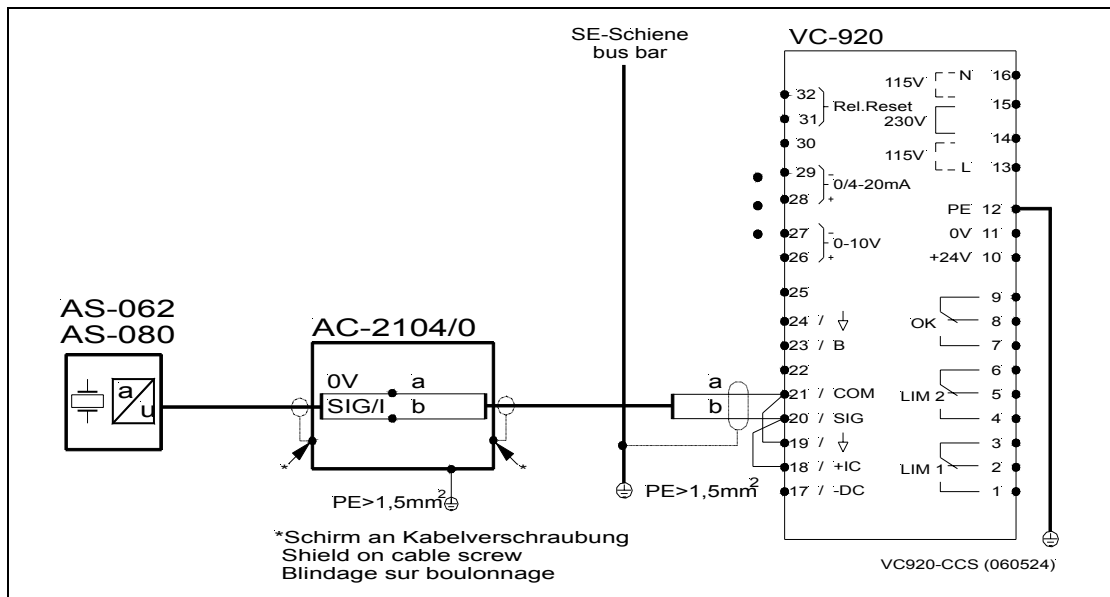 SE-Schiene
bus bar
VC-920
32
31
Rel.Reset
30
29
28
−
+
0/4-20mA
27
26
−
+
0-10V
25
24 / 
23 / B
22
21 / COM
20 / SIG
19 / 
18 / +IC
17 / -DC
115V
N 16
15
230V
14
115V
L 13
PE 12
0V 11
+24V 10
9
OK 8
7
6
LIM 2 5
4
3
LIM 1 2
1
AS-062
AS-080
a
u
AC-2104/0
0V a
SIG/I b
a
b
*
*
PE>1,5mm²
PE>1,5mm²
*Schirm an Kabelverschraubung
Shield on cable screw
Blindage sur boulonnage
VC920-CCS (060524)